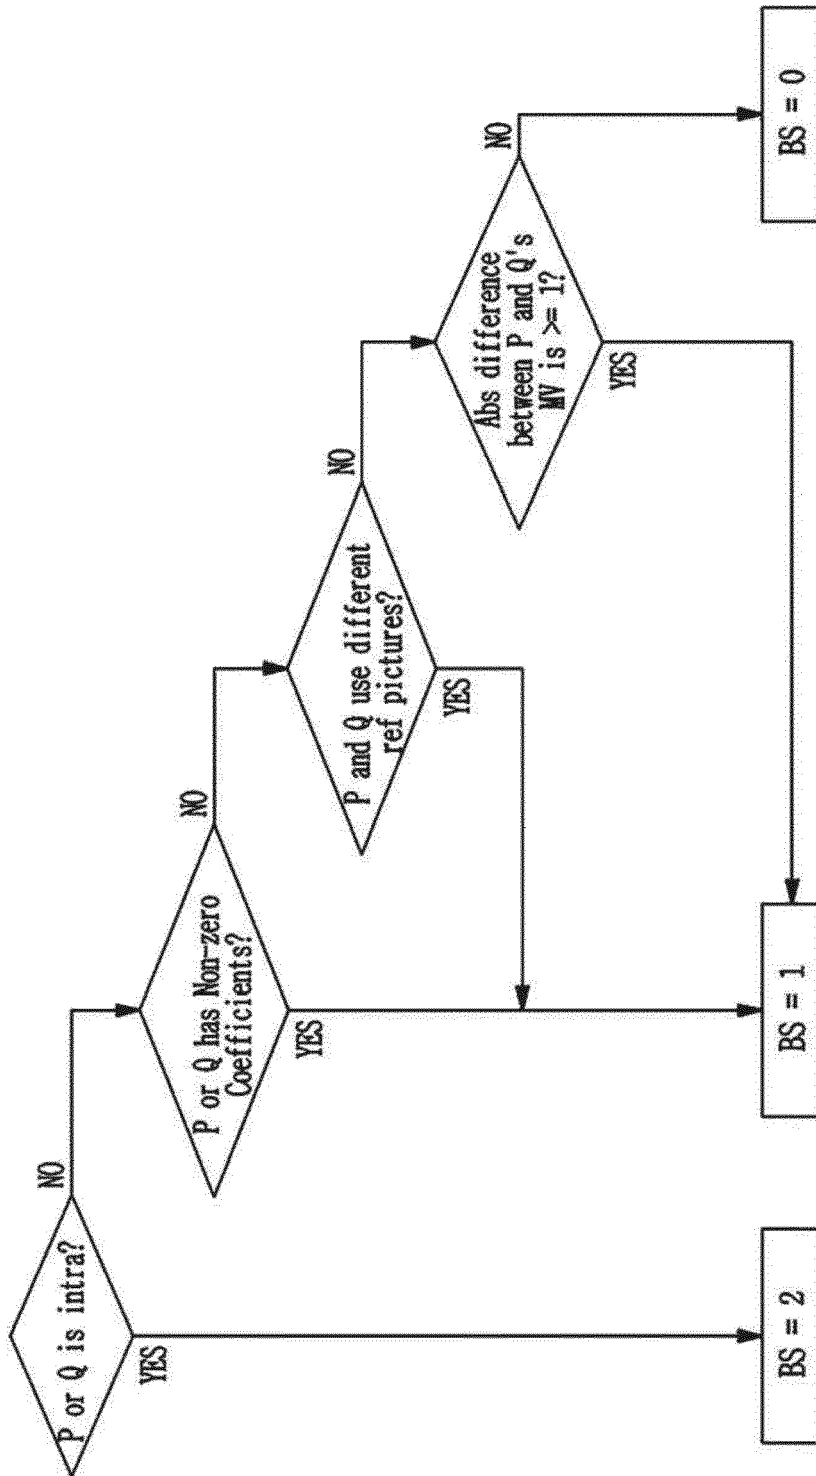 P or Q is intra?
NO
YES
P or Q has Non-zero
Coefficients?
NO
YES
P and Q use different
ref pictures?
NO
YES
Abs difference
between P and Q's
MV is >= 1?
NO
YES
BS = 2
BS = 1
BS = 0